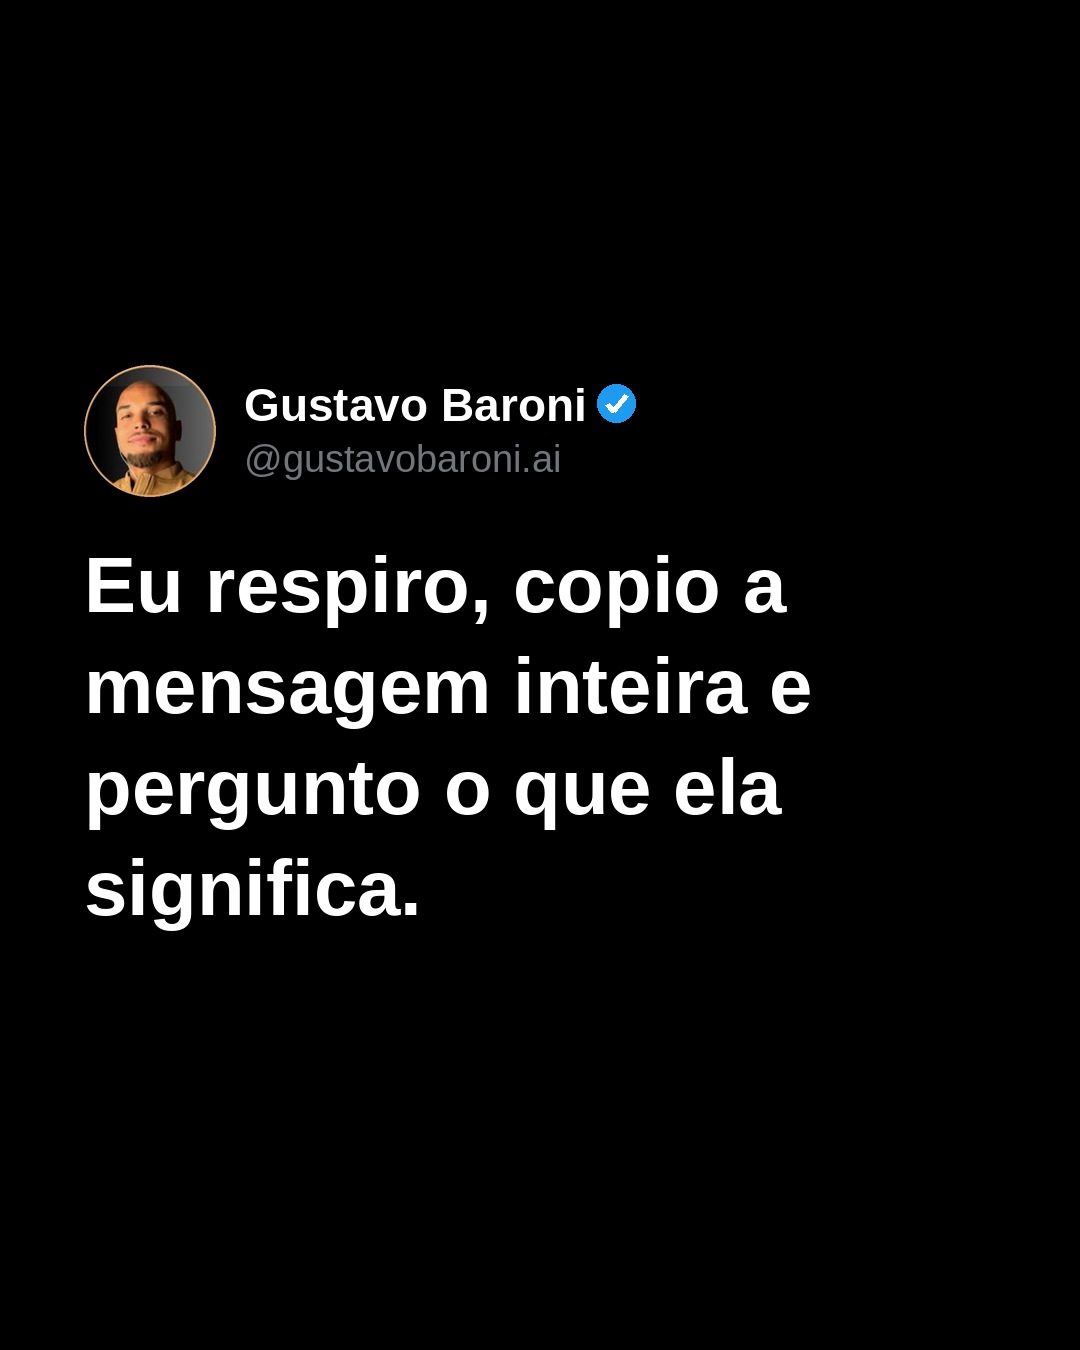 Gustavo Baroni
@gustavobaroni.ai
Eu respiro, copio a
mensagem inteira e
pergunto o que ela
significa.